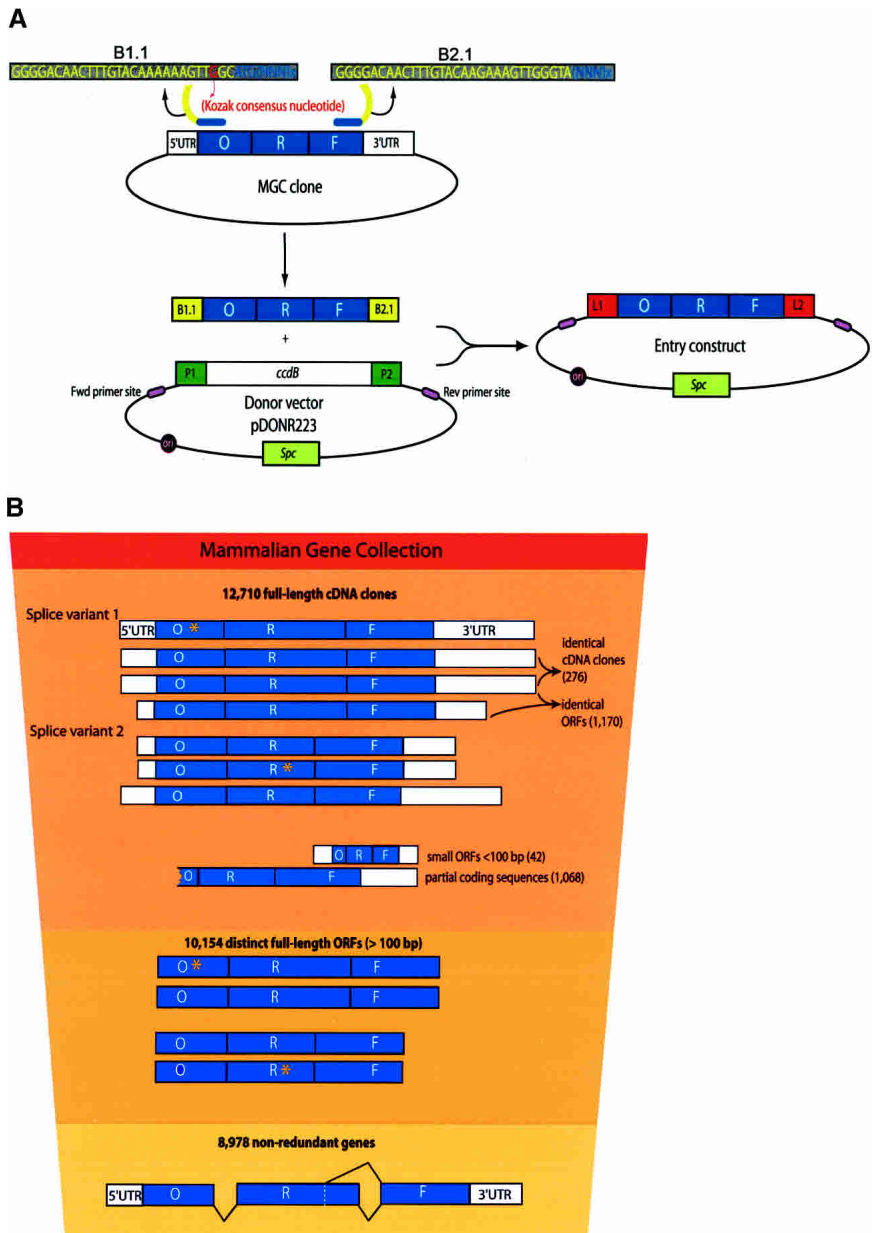 A
B1.1
B2.1
GGGGACAACTTTGTACAAAAAAGTTGGC
GGGGACAACTTTGTACAAGAAAGTTGGGTA
(Kozak consensus nucleotide)
5'UTR O R F 3'UTR
MGC clone
B1.1 O R F B2.1
+
P1 ccdB P2
Fwd primer site
Rev primer site
Donor vector
pDONR223
ori
Spc
L1 O R F L2
Entry construct
ori
Spc
B
Mammalian Gene Collection
12,710 full-length cDNA clones
Splice variant 1
5'UTR O * R F 3'UTR
O R F
O R F
O R F
identical
cDNA clones
(276)
identical
ORFs (1,170)
Splice variant 2
O R F
O R * F
O R F
O R F small ORFs <100 bp (42)
O R F partial coding sequences (1,068)
10,154 distinct full-length ORFs (> 100 bp)
O * R F
O R F
O R F
O R * F
8,978 non-redundant genes
5'UTR O R F 3'UTR